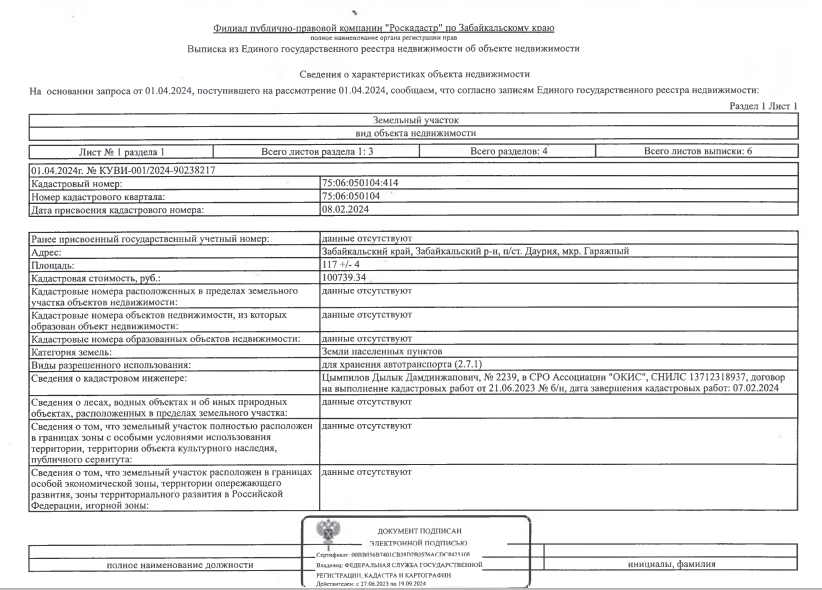 Филиал публично-правовой компании "Роскадастр" по Забайкальскому краю
полное наименование органа регистрации прав
Выписка из Единого государственного реестра недвижимости об объекте недвижимости
Сведения о характеристиках объекта недвижимости
На основании запроса от 01.04.2024, поступившего на рассмотрение 01.04.2024, сообщаем, что согласно записям Единого государственного реестра недвижимости:
Раздел 1 Лист 1
Земельный участок
вид объекта недвижимости
Лист № 1 раздела 1 Всего листов раздела 1: 3 Всего разделов: 4 Всего листов выписки: 6
01.04.2024г. № КУВИ-001/2024-90238217
Кадастровый номер: 75:06:050104:414
Номер кадастрового квартала: 75:06:050104
Дата присвоения кадастрового номера: 08.02.2024
Ранее присвоенный государственный учетный номер: данные отсутствуют
Адрес: Забайкальский край, Забайкальский р-н, п/ст. Даурия, мкр. Гаражный
Площадь: 117 +/- 4
Кадастровая стоимость, руб.: 100739.34
Кадастровые номера расположенных в пределах земельного данные отсутствуют
участка объектов недвижимости:
Кадастровые номера объектов недвижимости, из которых данные отсутствуют
образован объект недвижимости:
Кадастровые номера образованных объектов недвижимости: данные отсутствуют
Категория земель: Земли населенных пунктов
Виды разрешенного использования: для хранения автотранспорта (2.7.1)
Сведения о кадастровом инженере: Цымпилов Дылык Дамдинжапович, № 2239, в СРО Ассоциации "ОКИС", СНИЛС 13712318937, договор
на выполнение кадастровых работ от 21.06.2023 № б/н, дата завершения кадастровых работ: 07.02.2024
Сведения о лесах, водных объектах и об иных природных данные отсутствуют
объектах, расположенных в пределах земельного участка:
Сведения о том, что земельный участок полностью расположен данные отсутствуют
в границах зоны с особыми условиями использования
территории, территории объекта культурного наследия,
публичного сервитута:
Сведения о том, что земельный участок расположен в границах данные отсутствуют
особой экономической зоны, территории опережающего
развития, зоны территориального развития в Российской
Федерации, игорной зоны:
ДОКУМЕНТ ПОДПИСАН
ЭЛЕКТРОННОЙ ПОДПИСЬЮ
Сертификат:
Владелец: ФЕДЕРАЛЬНАЯ СЛУЖБА ГОСУДАРСТВЕННОЙ
РЕГИСТРАЦИИ, КАДАСТРА И КАРТОГРАФИИ
Действителен: с 27.06.2023 по 19.09.2024
полное наименование должности инициалы, фамилия